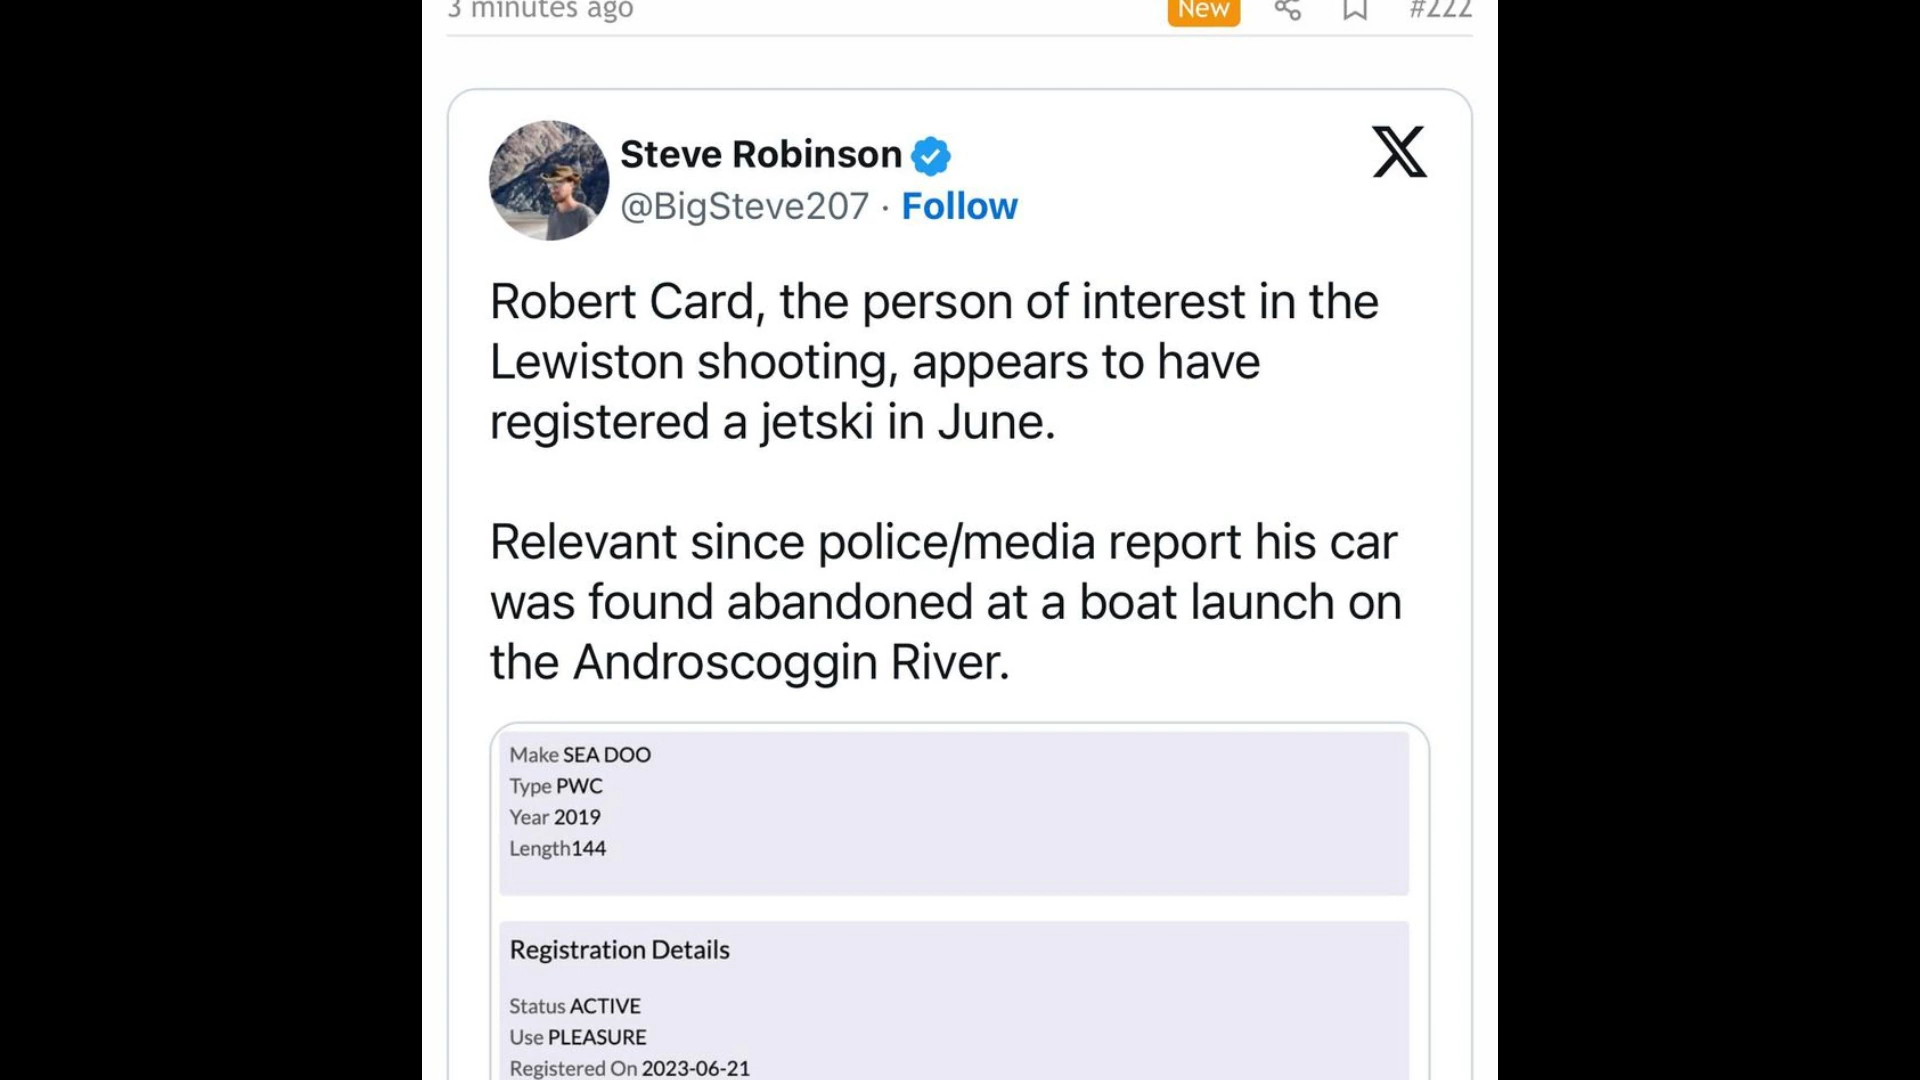 3 minutes ago New #222
Steve Robinson
@BigSteve207 · Follow
Robert Card, the person of interest in the
Lewiston shooting, appears to have
registered a jetski in June.
Relevant since police/media report his car
was found abandoned at a boat launch on
the Androscoggin River.
Make SEA DOO
Type PWC
Year 2019
Length144
Registration Details
Status ACTIVE
Use PLEASURE
Registered On 2023-06-21